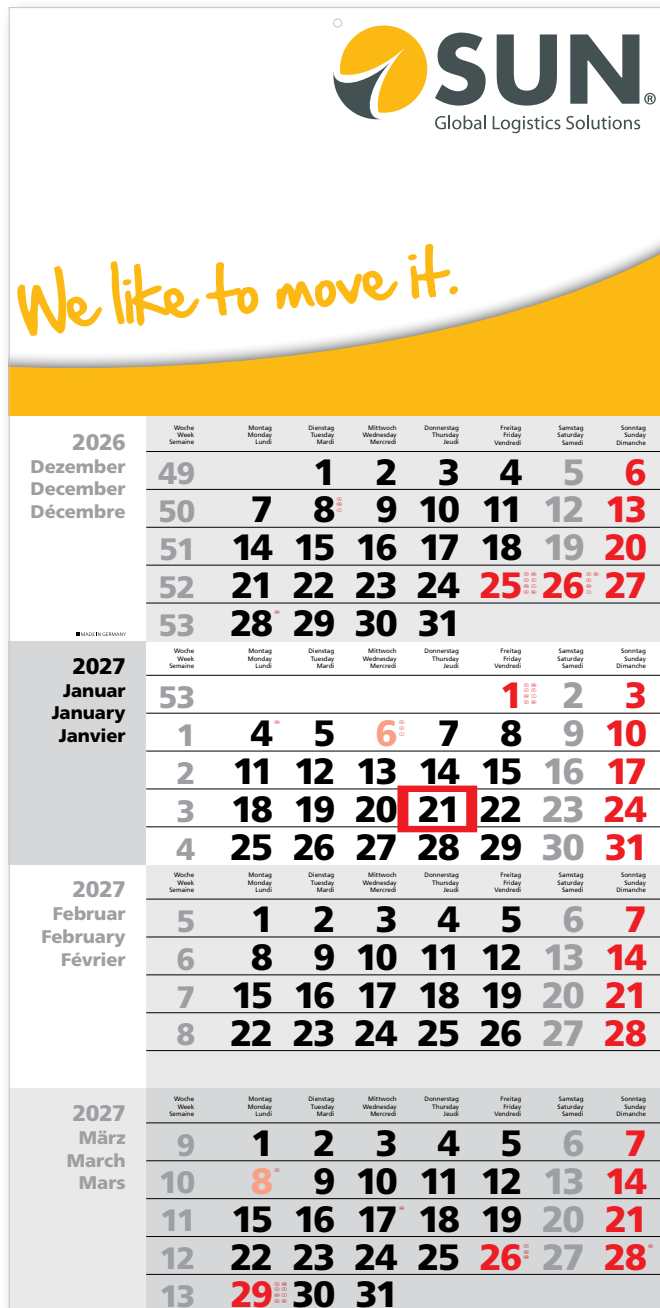 SUN®
Global Logistics Solutions
We like to move it.
2026
Dezember
December
Décembre
MADE IN GERMANY
Woche Montag Dienstag Mittwoch Donnerstag Freitag Samstag Sonntag
Week Monday Tuesday Wednesday Thursday Friday Saturday Sunday
Semaine Lundi Mardi Mercredi Jeudi Vendredi Samedi Dimanche
49 1 2 3 4 5 6
50 7 8 9 10 11 12 13
51 14 15 16 17 18 19 20
52 21 22 23 24 25 26 27
53 28 29 30 31
2027
Januar
January
Janvier
Woche Montag Dienstag Mittwoch Donnerstag Freitag Samstag Sonntag
Week Monday Tuesday Wednesday Thursday Friday Saturday Sunday
Semaine Lundi Mardi Mercredi Jeudi Vendredi Samedi Dimanche
53 1 2 3
1 4 5 6 7 8 9 10
2 11 12 13 14 15 16 17
3 18 19 20 21 22 23 24
4 25 26 27 28 29 30 31
2027
Februar
February
Février
Woche Montag Dienstag Mittwoch Donnerstag Freitag Samstag Sonntag
Week Monday Tuesday Wednesday Thursday Friday Saturday Sunday
Semaine Lundi Mardi Mercredi Jeudi Vendredi Samedi Dimanche
5 1 2 3 4 5 6 7
6 8 9 10 11 12 13 14
7 15 16 17 18 19 20 21
8 22 23 24 25 26 27 28
2027
März
March
Mars
Woche Montag Dienstag Mittwoch Donnerstag Freitag Samstag Sonntag
Week Monday Tuesday Wednesday Thursday Friday Saturday Sunday
Semaine Lundi Mardi Mercredi Jeudi Vendredi Samedi Dimanche
9 1 2 3 4 5 6 7
10 8 9 10 11 12 13 14
11 15 16 17 18 19 20 21
12 22 23 24 25 26 27 28
13 29 30 31